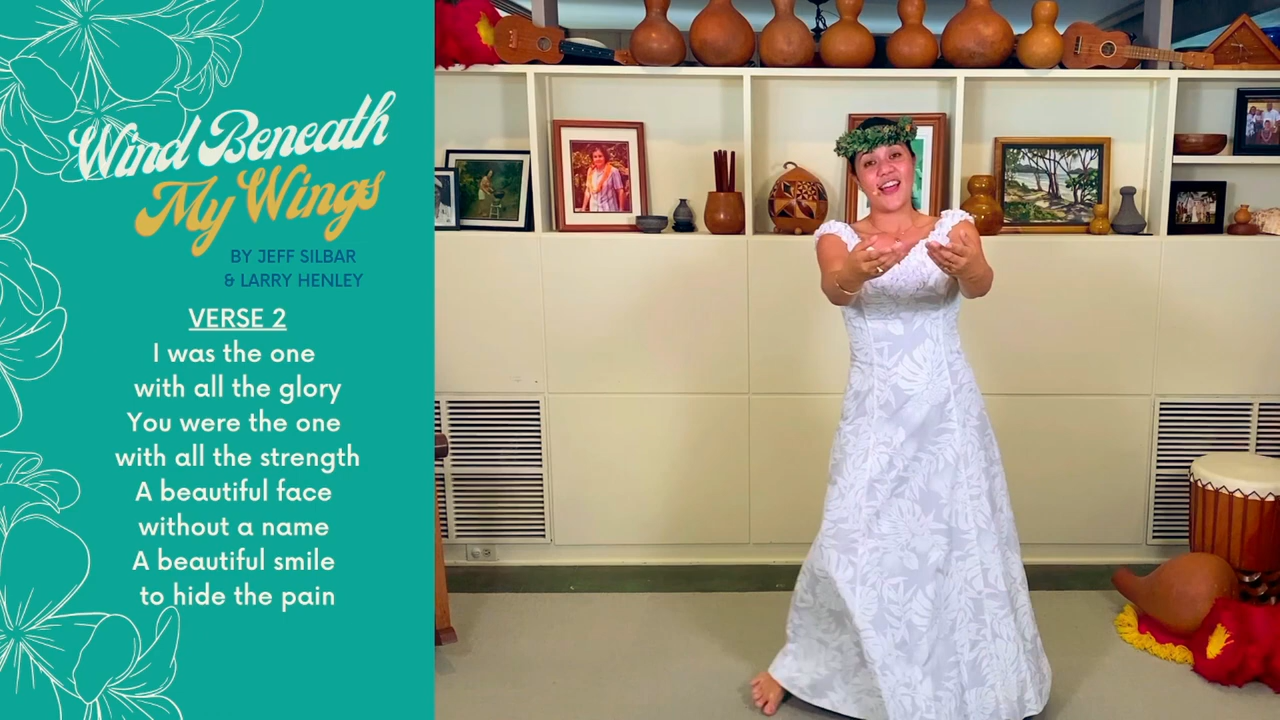 Wind Beneath
My Wings
BY JEFF SILBAR
& LARRY HENLEY
VERSE 2
I was the one
with all the glory
You were the one
with all the strength
A beautiful face
without a name
A beautiful smile
to hide the pain